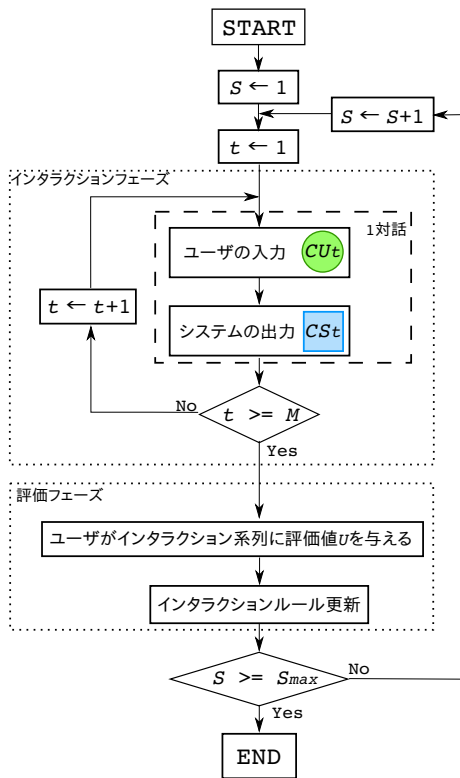 START
S ← 1
S ← S+1
t ← 1
インタラクションフェーズ
1対話
ユーザの入力 CUt
t ← t+1
システムの出力 CSt
No
t >= M
Yes
評価フェーズ
ユーザがインタラクション系列に評価値Uを与える
インタラクションルール更新
S >= Smax
No
Yes
END